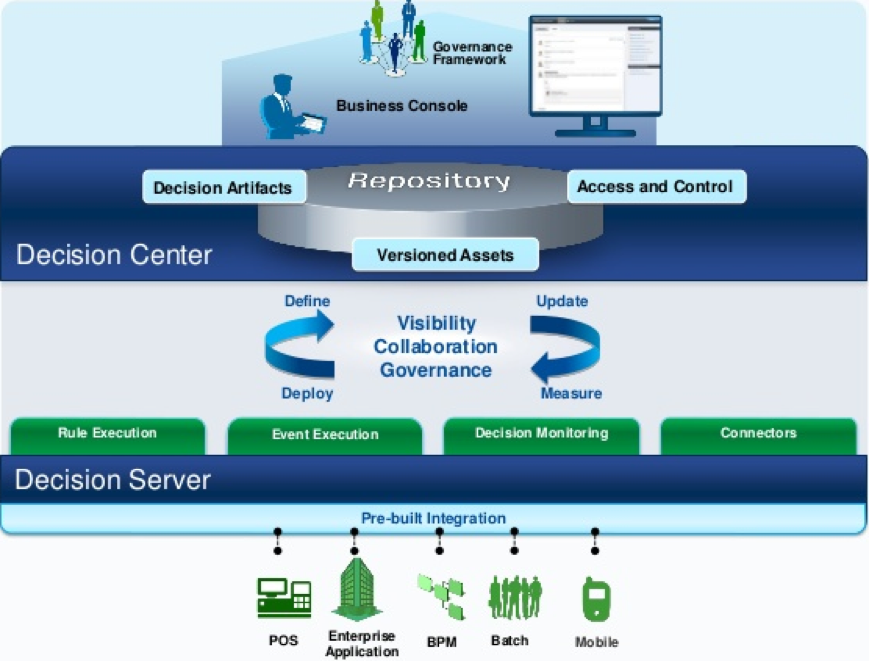 Governance
Framework
Business Console
Decision Artifacts
Repository
Access and Control
Decision Center
Versioned Assets
Define
Update
Visibility
Collaboration
Governance
Deploy
Measure
Rule Execution
Event Execution
Decision Monitoring
Connectors
Decision Server
Pre-built Integration
POS
Enterprise
Application
BPM
Batch
Mobile